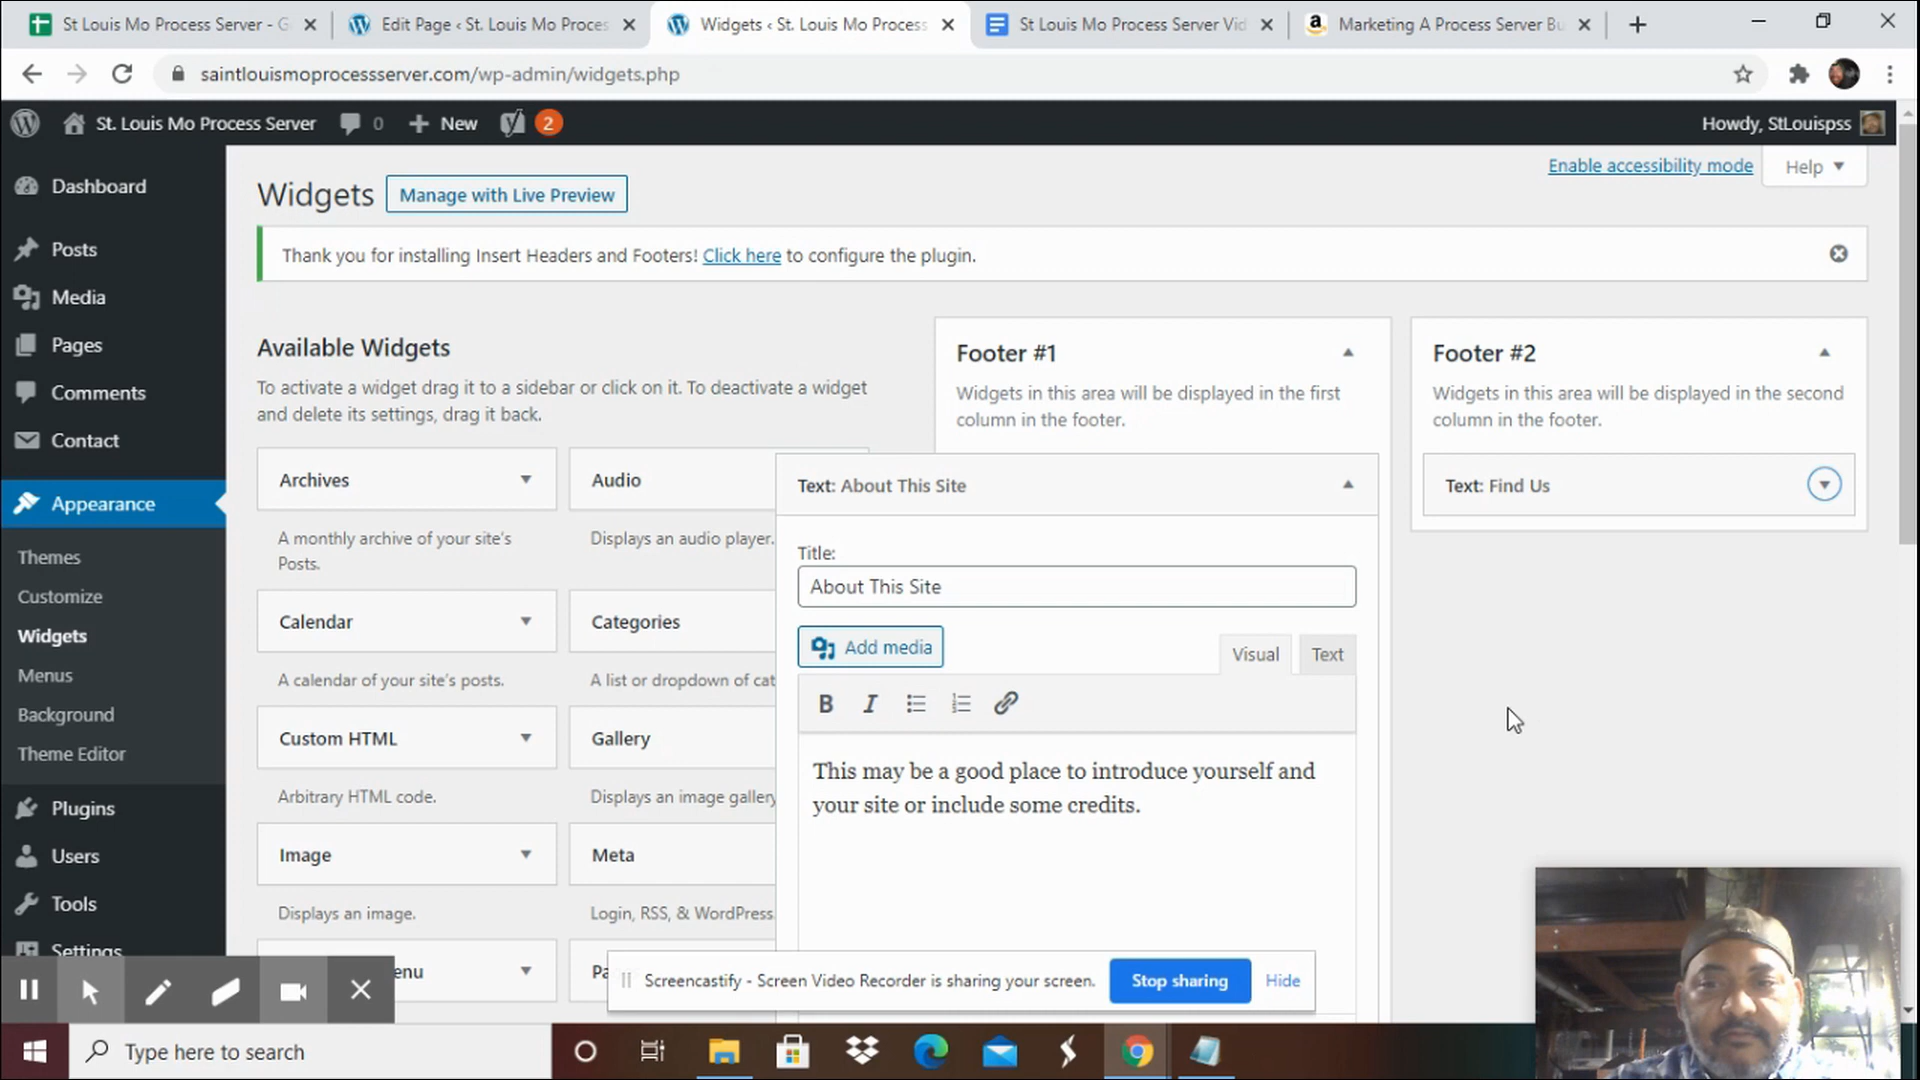 St Louis Mo Process Server - G
Edit Page ‹ St. Louis Mo Proces
Widgets ‹ St. Louis Mo Process
St Louis Mo Process Server Vid
Marketing A Process Server Bu
saintlouismoprocessserver.com/wp-admin/widgets.php
St. Louis Mo Process Server
0
New
2
Howdy, StLouispss
Dashboard
Posts
Media
Pages
Comments
Contact
Appearance
Themes
Customize
Widgets
Menus
Background
Theme Editor
Plugins
Users
Tools
Settings
Enable accessibility mode
Help
Widgets
Manage with Live Preview
Thank you for installing Insert Headers and Footers! Click here to configure the plugin.
Available Widgets
To activate a widget drag it to a sidebar or click on it. To deactivate a widget
and delete its settings, drag it back.
Archives
A monthly archive of your site's
Posts.
Audio
Displays an audio player.
Calendar
A calendar of your site's posts.
Categories
A list or dropdown of cat
Custom HTML
Arbitrary HTML code.
Gallery
Displays an image gallery
Image
Displays an image.
Meta
Login, RSS, & WordPress
enu
Pa
Footer #1
Widgets in this area will be displayed in the first
column in the footer.
Text: About This Site
Title:
About This Site
Add media
Visual
Text
B
I
This may be a good place to introduce yourself and
your site or include some credits.
Footer #2
Widgets in this area will be displayed in the second
column in the footer.
Text: Find Us
Screencastify - Screen Video Recorder is sharing your screen.
Stop sharing
Hide
Type here to search